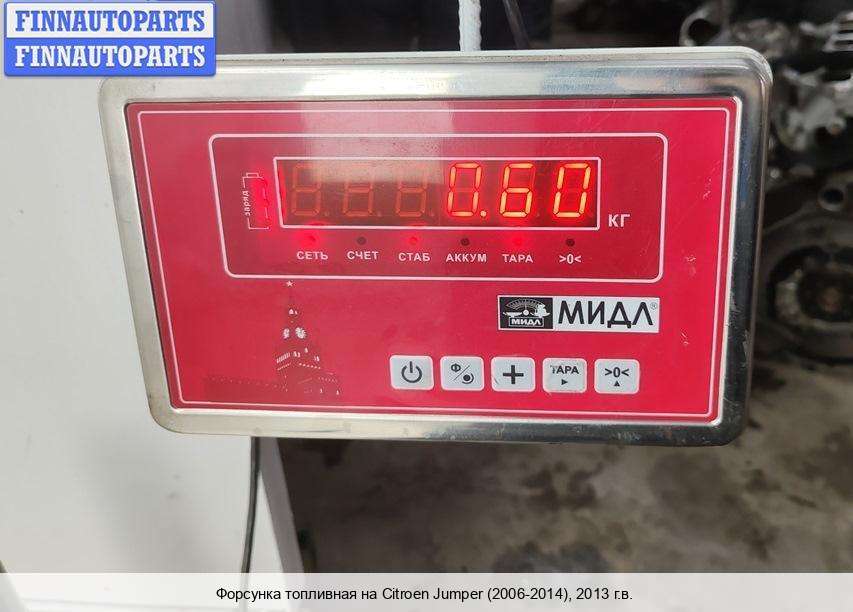 FINNAUTOPARTS
FINNAUTOPARTS
заряд
0.60
КГ
СЕТЬ СЧЕТ СТАБ АККУМ ТАРА >0<
МИДЛ МИДЛ®
Ф ТАРА >0<
Форсунка топливная на Citroen Jumper (2006-2014), 2013 г.в.